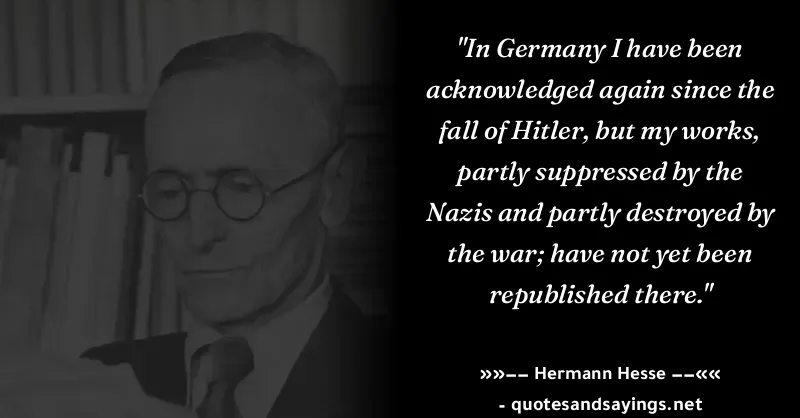 "In Germany I have been
acknowledged again since the
fall of Hitler, but my works,
partly suppressed by the
Nazis and partly destroyed by
the war; have not yet been
republished there."
»»−− Hermann Hesse −−««
- quotesandsayings.net